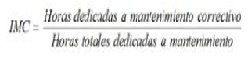 IMC = Horas dedicadas a mantenimiento correctivo
Horas totales dedicadas a mantenimiento